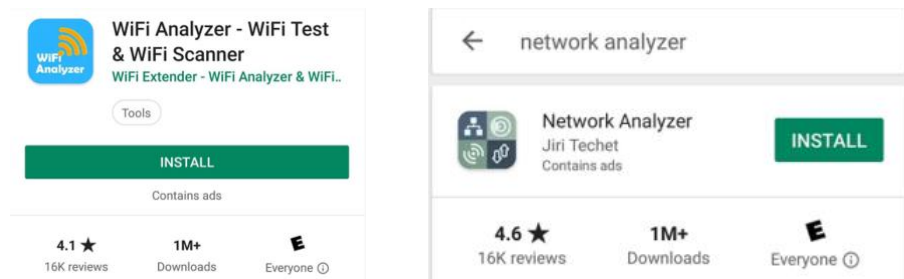 WiFi Analyzer - WiFi Test
& WiFi Scanner
WiFi Extender - WiFi Analyzer & WiFi..
WiFi
Analyzer
Tools
INSTALL
Contains ads
4.1 ★
1M+
E
16K reviews
Downloads
Everyone ⓘ
network analyzer
Network Analyzer
Jiri Techet
Contains ads
INSTALL
4.6 ★
1M+
E
16K reviews
Downloads
Everyone ⓘ